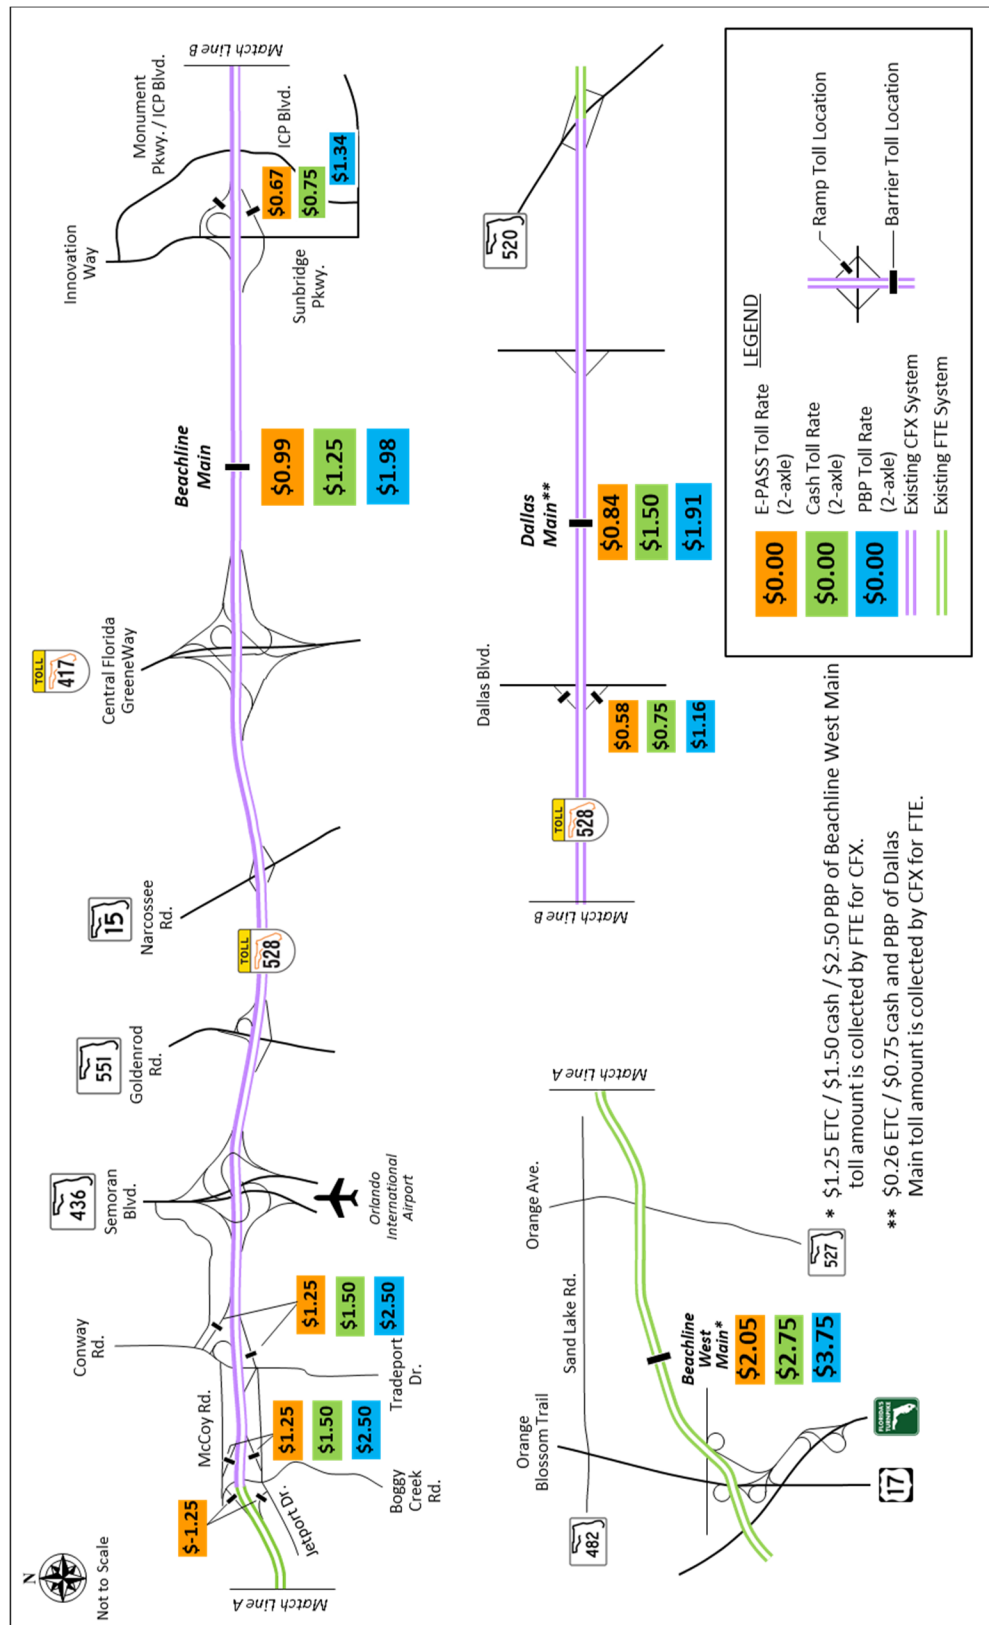 N
Not to Scale
Match Line A
$-1.25
Jetport Dr.
McCoy Rd.
Boggy
Creek
Rd.
$1.25
$1.50
$2.50
Conway
Rd.
Tradeport
Dr.
$1.25
$1.50
$2.50
436
Semoran
Blvd.
Orlando
International
Airport
551
Goldenrod
Rd.
TOLL
528
15
Narcossee
Rd.
TOLL
417
Central Florida
GreeneWay
Beachline
Main
$0.99
$1.25
$1.98
Innovation
Way
Sunbridge
Pkwy.
Monument
Pkwy. / ICP Blvd.
ICP Blvd.
$0.67
$0.75
$1.34
Match Line B
482
Orange
Blossom Trail
17
FLORIDA'S
TURNPIKE
Sand Lake Rd.
Beachline
West
Main*
$2.05
$2.75
$3.75
Orange Ave.
527
Match Line A
Match Line B
TOLL
528
Dallas Blvd.
$0.58
$0.75
$1.16
Dallas
Main**
$0.84
$1.50
$1.91
520
* $1.25 ETC / $1.50 cash / $2.50 PBP of Beachline West Main
toll amount is collected by FTE for CFX.
** $0.26 ETC / $0.75 cash and PBP of Dallas
Main toll amount is collected by CFX for FTE.
LEGEND
$0.00
E-PASS Toll Rate
(2-axle)
$0.00
Cash Toll Rate
(2-axle)
$0.00
PBP Toll Rate
(2-axle)
Existing CFX System
Existing FTE System
Ramp Toll Location
Barrier Toll Location